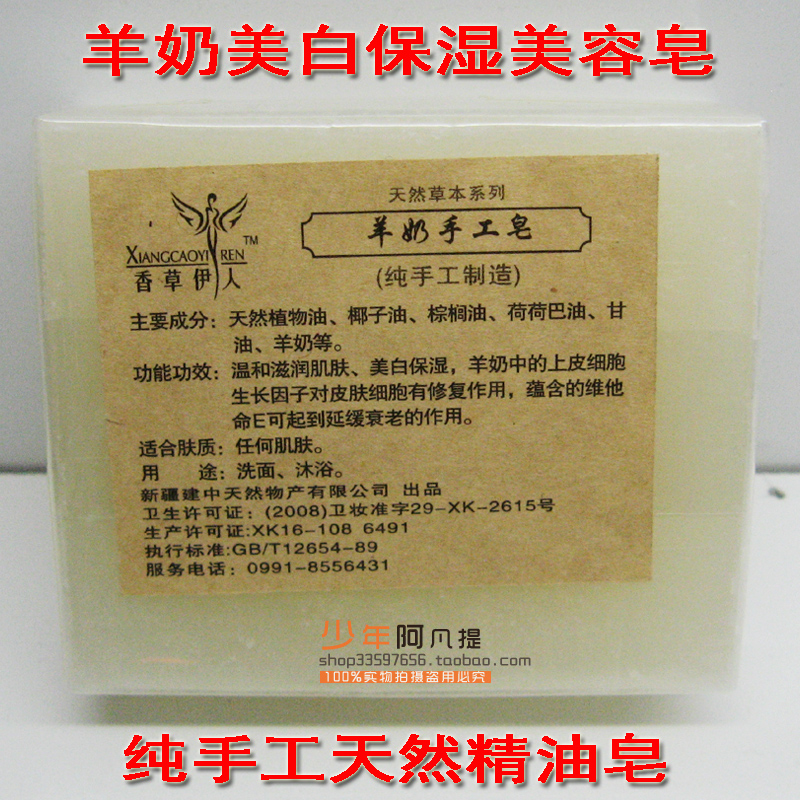 羊奶美白保湿美容皂
天然草本系列
羊奶手工皂
(纯手工制造)
XIANGCAOYIREN™
香草伊人
主要成分：天然植物油、椰子油、棕榈油、荷荷巴油、甘
油、羊奶等。
功能功效：温和滋润肌肤、美白保湿，羊奶中的上皮细胞
生长因子对皮肤细胞有修复作用，蕴含的维他
命E可起到延缓衰老的作用。
适合肤质：任何肌肤。
用 途：洗面、沐浴。
新疆建中天然物产有限公司 出品
卫生许可证：(2008)卫妆准字29-XK-2615号
生产许可证:XK16-108 6491
执行标准:GB/T12654-89
服务电话：0991-8556431
少年阿凡提
shop33597656.taobao.com
100%实物拍摄盗用必究
纯手工天然精油皂